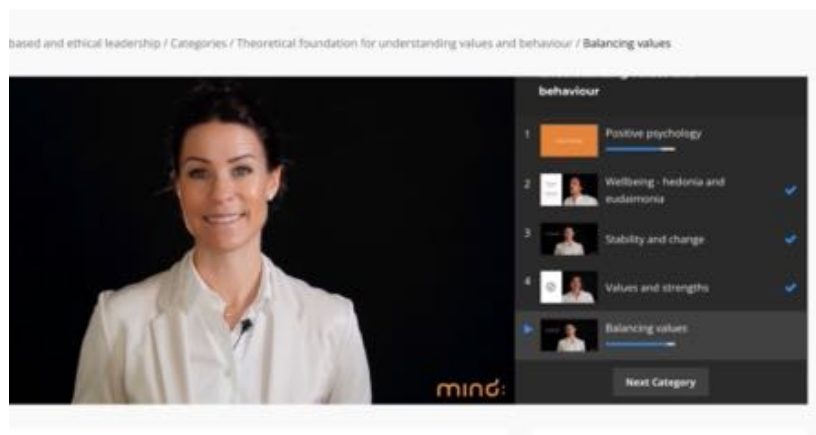 based and ethical leadership / Categories / Theoretical foundation for understanding values and behaviour / Balancing values
behaviour
1 Positive psychology
2 Wellbeing - hedonia and
eudaimonia
3 Stability and change
4 Values and strengths
Balancing values
Next Category
mind: